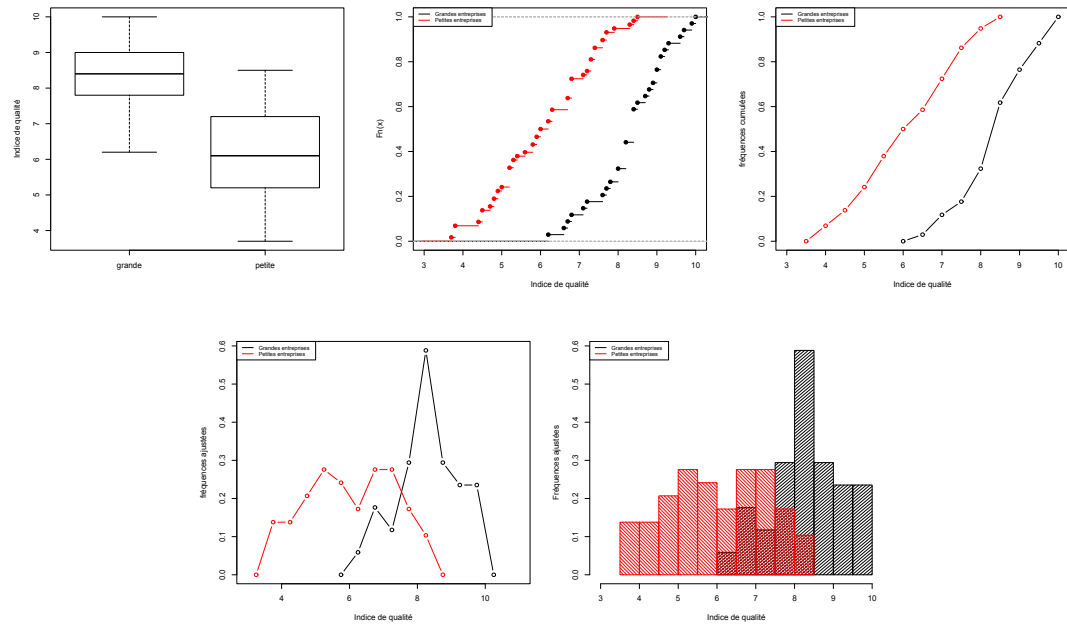 Indice de qualité
10
9
8
7
6
5
4
grande petite
Grandes entreprises
Petites entreprises
Fn(x)
1.0
0.8
0.6
0.4
0.2
0.0
3 4 5 6 7 8 9 10
Indice de qualité
Grandes entreprises
Petites entreprises
fréquences cumulées
1.0
0.8
0.6
0.4
0.2
0.0
3 4 5 6 7 8 9 10
Indice de qualité
Grandes entreprises
Petites entreprises
fréquences ajustées
0.6
0.5
0.4
0.3
0.2
0.1
0.0
4 6 8 10
Indice de qualité
Grandes entreprises
Petites entreprises
Fréquences ajustées
0.6
0.5
0.4
0.3
0.2
0.1
0.0
3 4 5 6 7 8 9 10
Indice de qualité